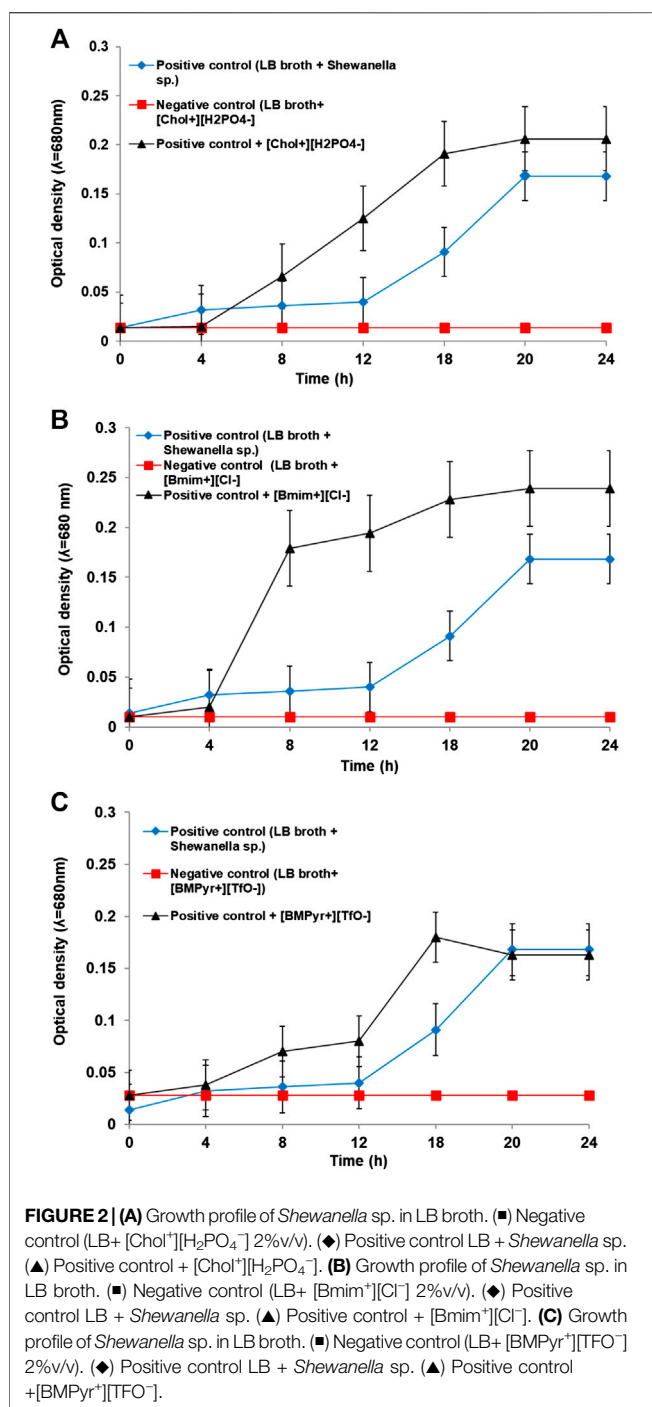 A
0.3
0.25
0.2
0.15
0.1
0.05
0
Optical density (ʎ=680nm)
Positive control (LB broth + Shewanella
sp.)
Negative control (LB broth+
[Chol+][H2PO4-]
Positive control + [Chol+][H2PO4-]
0 4 8 12 18 20 24
Time (h)
B
0.3
0.25
0.2
0.15
0.1
0.05
0
Optical density (ʎ=680 nm)
Positive control (LB broth +
Shewanella sp.)
Negative control (LB broth +
[Bmim+][Cl-]
Positive control + [Bmim+][Cl-]
0 4 8 12 18 20 24
Time (h)
C
0.3
0.25
0.2
0.15
0.1
0.05
0
Optical density (ʎ=680nm)
Positive control (LB broth +
Shewanella sp.)
Negative control (LB broth+
[BMPyr+][TfO-])
Positive control + [BMPyr+][TfO-]
0 4 8 12 18 20 24
Time (h)
FIGURE 2 | (A) Growth profile of Shewanella sp. in LB broth. (■) Negative
control (LB+ [Chol⁺][H₂PO₄⁻] 2%v/v). (◆) Positive control LB + Shewanella sp.
(▲) Positive control + [Chol⁺][H₂PO₄⁻]. (B) Growth profile of Shewanella sp. in
LB broth. (■) Negative control (LB+ [Bmim⁺][Cl⁻] 2%v/v). (◆) Positive
control LB + Shewanella sp. (▲) Positive control + [Bmim⁺][Cl⁻]. (C) Growth
profile of Shewanella sp. in LB broth. (■) Negative control (LB+ [BMPyr⁺][TFO⁻]
2%v/v). (◆) Positive control LB + Shewanella sp. (▲) Positive control
+[BMPyr⁺][TFO⁻].